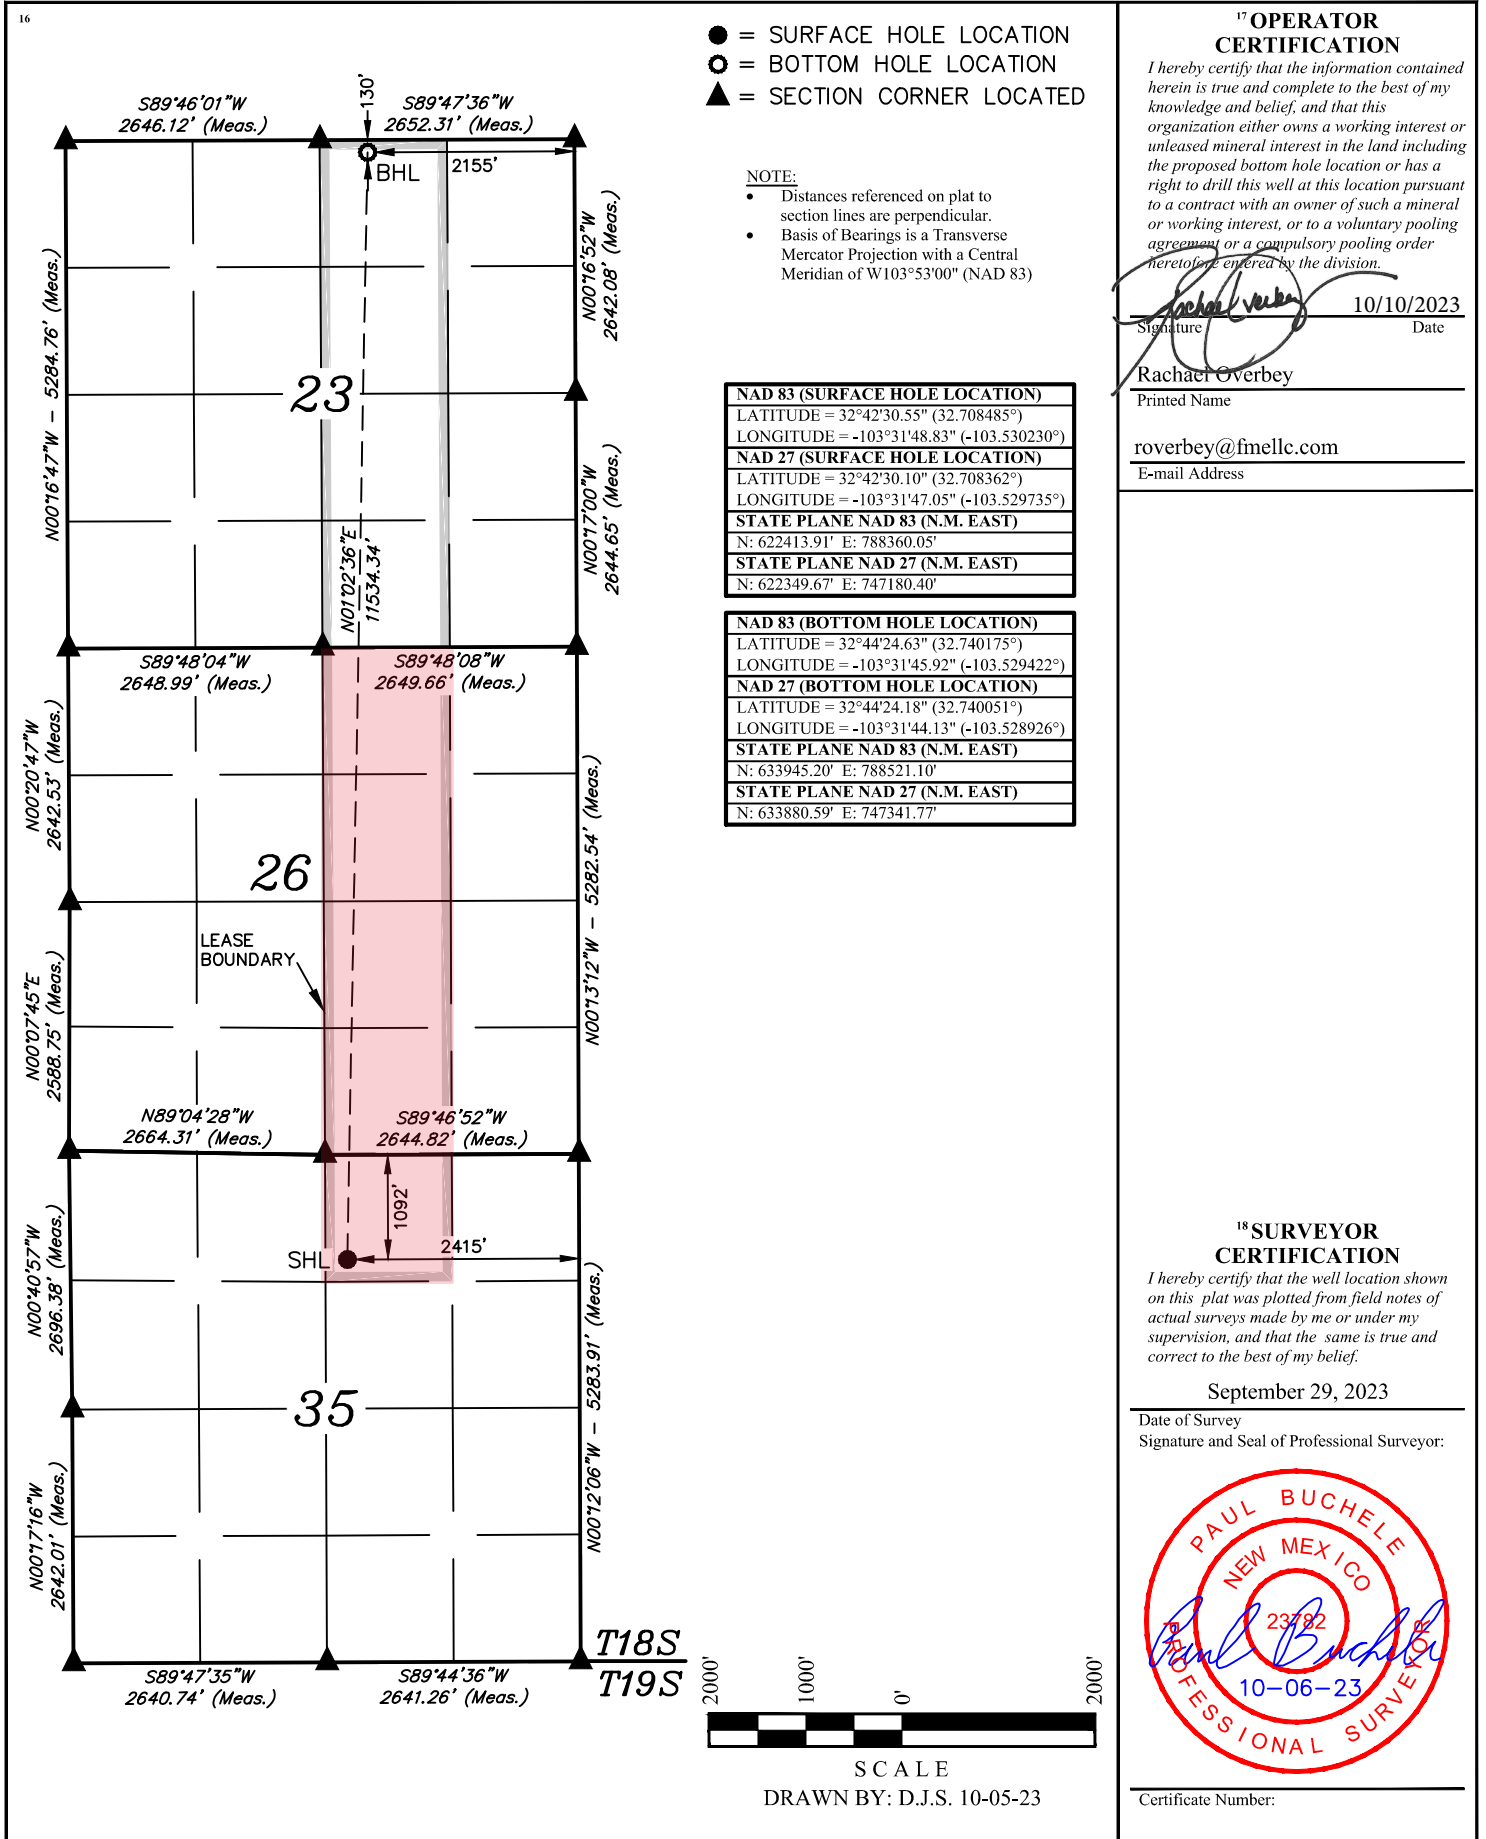 16
● = SURFACE HOLE LOCATION
= BOTTOM HOLE LOCATION
▲ = SECTION CORNER LOCATED
S89°46'01"W
2646.12' (Meas.)
130'
S89°47'36"W
2652.31' (Meas.)
2155'
BHL
N00°16'47"W - 5284.76' (Meas.)
N00°16'52"W
2642.08' (Meas.)
23
N00°17'00"W
2644.65' (Meas.)
N01°02'36"E
11534.34'
S89°48'04"W
2648.99' (Meas.)
S89°48'08"W
2649.66' (Meas.)
N00°20'47"W
2642.53' (Meas.)
N00°13'12"W - 5282.54' (Meas.)
26
LEASE
BOUNDARY
N00°07'45"E
2588.75' (Meas.)
N89°04'28"W
2664.31' (Meas.)
S89°46'52"W
2644.82' (Meas.)
1092'
SHL
2415'
N00°40'57"W
2696.38' (Meas.)
N00°12'06"W - 5283.91' (Meas.)
35
N00°17'16"W
2642.01' (Meas.)
T18S
T19S
S89°47'35"W
2640.74' (Meas.)
S89°44'36"W
2641.26' (Meas.)
NOTE:
• Distances referenced on plat to
section lines are perpendicular.
• Basis of Bearings is a Transverse
Mercator Projection with a Central
Meridian of W103°53'00" (NAD 83)
NAD 83 (SURFACE HOLE LOCATION)
LATITUDE = 32°42'30.55" (32.708485°)
LONGITUDE = -103°31'48.83" (-103.530230°)
NAD 27 (SURFACE HOLE LOCATION)
LATITUDE = 32°42'30.10" (32.708362°)
LONGITUDE = -103°31'47.05" (-103.529735°)
STATE PLANE NAD 83 (N.M. EAST)
N: 622413.91' E: 788360.05'
STATE PLANE NAD 27 (N.M. EAST)
N: 622349.67' E: 747180.40'
NAD 83 (BOTTOM HOLE LOCATION)
LATITUDE = 32°44'24.63" (32.740175°)
LONGITUDE = -103°31'45.92" (-103.529422°)
NAD 27 (BOTTOM HOLE LOCATION)
LATITUDE = 32°44'24.18" (32.740051°)
LONGITUDE = -103°31'44.13" (-103.528926°)
STATE PLANE NAD 83 (N.M. EAST)
N: 633945.20' E: 788521.10'
STATE PLANE NAD 27 (N.M. EAST)
N: 633880.59' E: 747341.77'
2000' 1000' 0' 2000'
SCALE
DRAWN BY: D.J.S. 10-05-23
17 OPERATOR
CERTIFICATION
I hereby certify that the information contained
herein is true and complete to the best of my
knowledge and belief, and that this
organization either owns a working interest or
unleased mineral interest in the land including
the proposed bottom hole location or has a
right to drill this well at this location pursuant
to a contract with an owner of such a mineral
or working interest, or to a voluntary pooling
agreement or a compulsory pooling order
heretofore entered by the division.
Rachael Overbey 10/10/2023
Signature Date
Rachael Overbey
Printed Name
roverbey@fmellc.com
E-mail Address
18 SURVEYOR
CERTIFICATION
I hereby certify that the well location shown
on this plat was plotted from field notes of
actual surveys made by me or under my
supervision, and that the same is true and
correct to the best of my belief.
September 29, 2023
Date of Survey
Signature and Seal of Professional Surveyor:
PAUL BUCHELE
NEW MEXICO
23782
Paul Buchele
10-06-23
PROFESSIONAL SURVEYOR
Certificate Number: